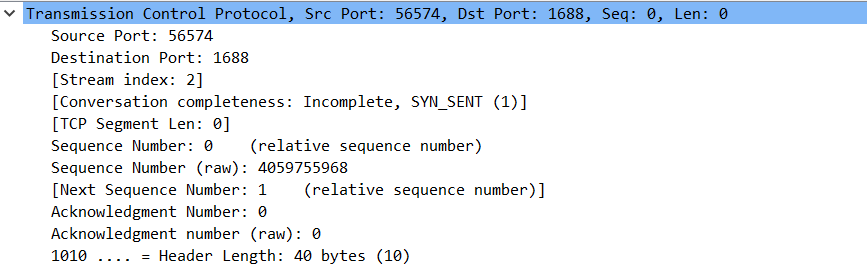 Transmission Control Protocol, Src Port: 56574, Dst Port: 1688, Seq: 0, Len: 0
Source Port: 56574
Destination Port: 1688
[Stream index: 2]
[Conversation completeness: Incomplete, SYN_SENT (1)]
[TCP Segment Len: 0]
Sequence Number: 0    (relative sequence number)
Sequence Number (raw): 4059755968
[Next Sequence Number: 1    (relative sequence number)]
Acknowledgment Number: 0
Acknowledgment number (raw): 0
1010 .... = Header Length: 40 bytes (10)